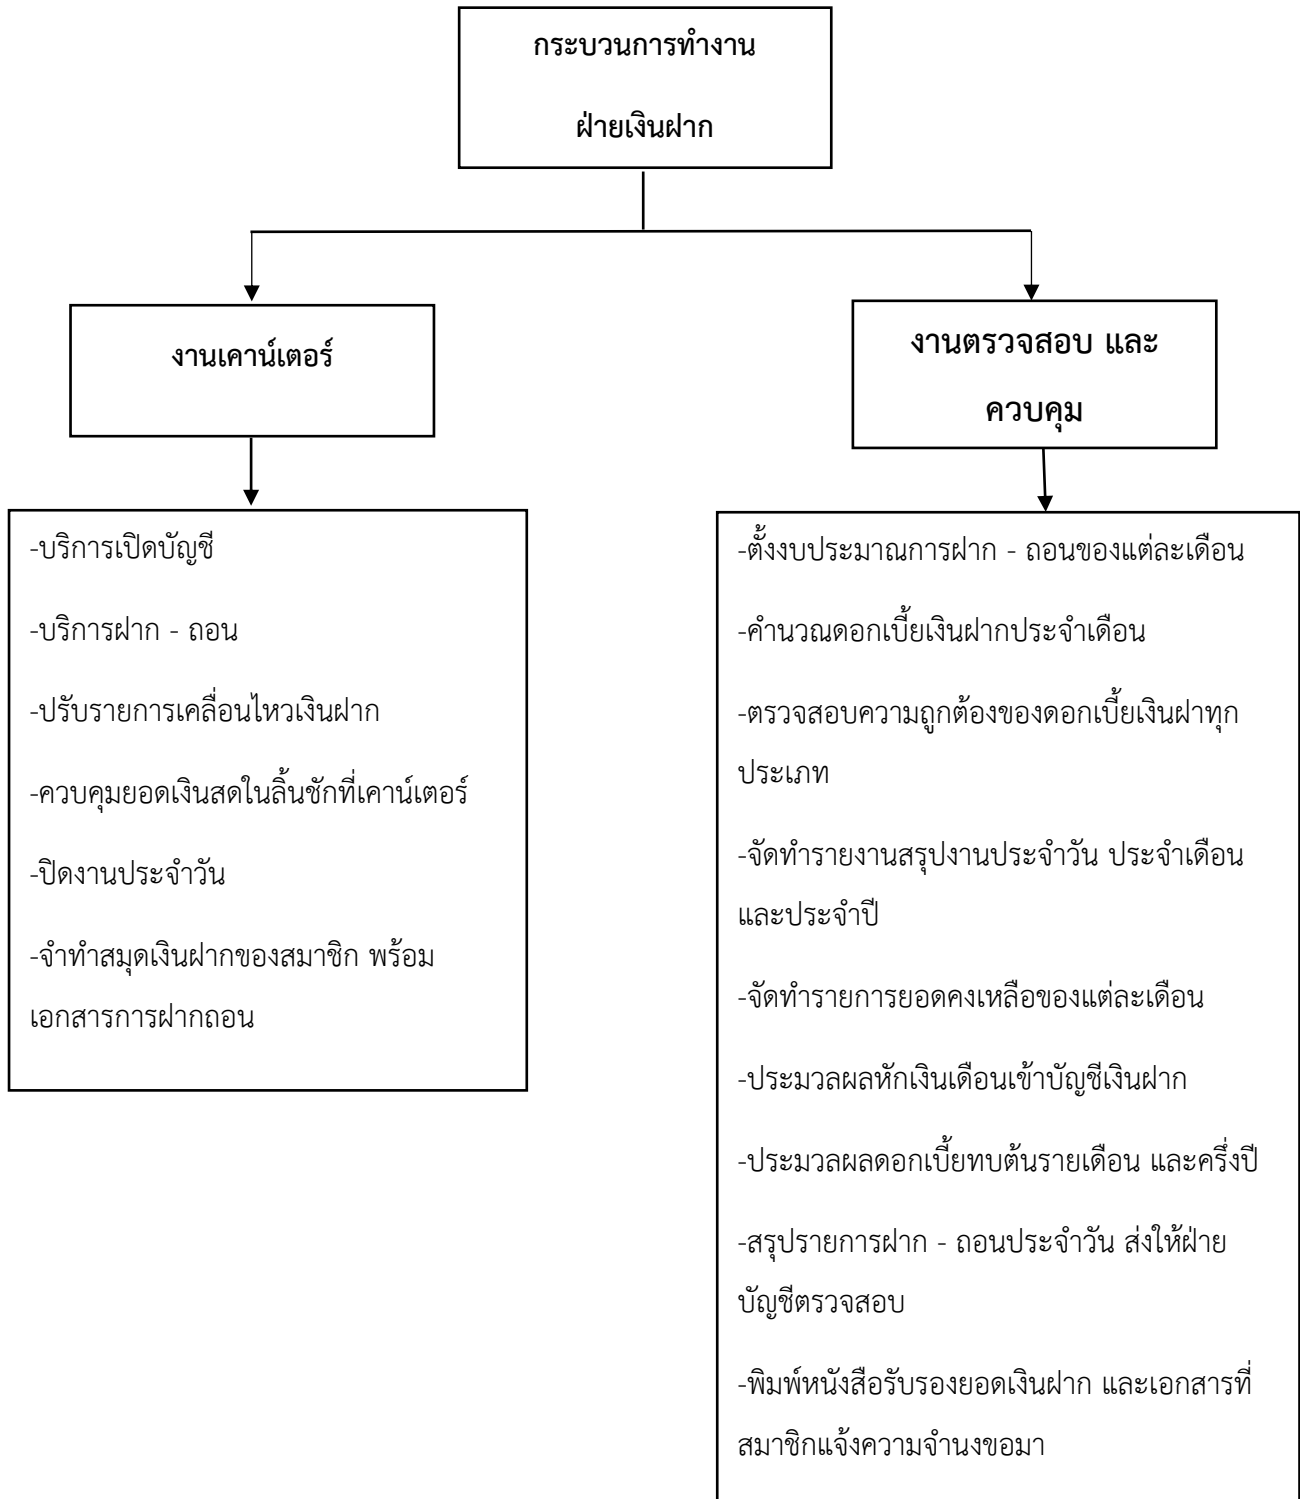 กระบวนการทำงาน
ฝ่ายเงินฝาก
งานเคาน์เตอร์
งานตรวจสอบ และ
ควบคุม
-บริการเปิดบัญชี
-บริการฝาก - ถอน
-ปรับรายการเคลื่อนไหวเงินฝาก
-ควบคุมยอดเงินสดในลิ้นชักที่เคาน์เตอร์
-ปิดงานประจำวัน
-จำทำสมุดเงินฝากของสมาชิก พร้อม
เอกสารการฝากถอน
-ตั้งงบประมาณการฝาก - ถอนของแต่ละเดือน
-คำนวณดอกเบี้ยเงินฝากประจำเดือน
-ตรวจสอบความถูกต้องของดอกเบี้ยเงินฝาทุก
ประเภท
-จัดทำรายงานสรุปงานประจำวัน ประจำเดือน
และประจำปี
-จัดทำรายการยอดคงเหลือของแต่ละเดือน
-ประมวลผลหักเงินเดือนเข้าบัญชีเงินฝาก
-ประมวลผลดอกเบี้ยทบต้นรายเดือน และครึ่งปี
-สรุปรายการฝาก - ถอนประจำวัน ส่งให้ฝ่าย
บัญชีตรวจสอบ
-พิมพ์หนังสือรับรองยอดเงินฝาก และเอกสารที่
สมาชิกแจ้งความจำนงขอมา